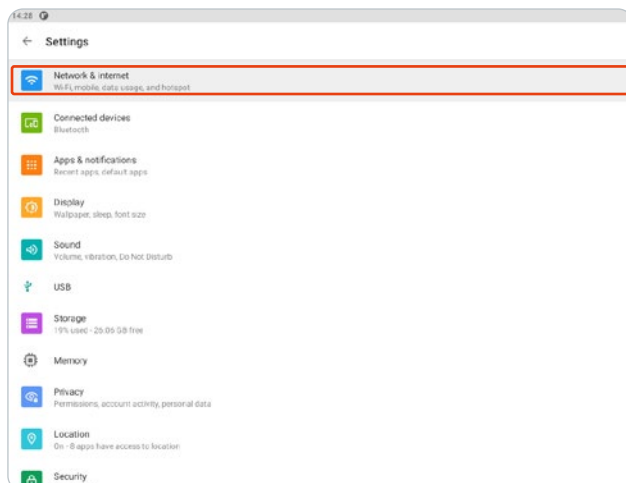 14:28
Settings
Network & internet
Wi-Fi, mobile, data usage, and hotspot
Connected devices
Bluetooth
Apps & notifications
Recent apps, default apps
Display
Wallpaper, sleep, font size
Sound
Volume, vibration, Do Not Disturb
USB
Storage
19% used - 26.06 GB free
Memory
Privacy
Permissions, account activity, personal data
Location
On - 8 apps have access to location
Security